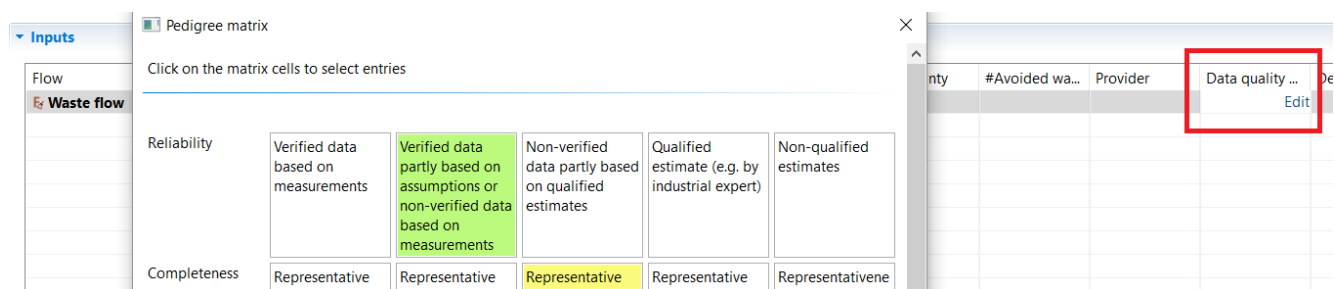 Pedigree matrix
Inputs
Click on the matrix cells to select entries
Flow
nty
#Avoided wa...
Provider
Data quality ...
De
Waste flow
Edit
Reliability
Verified data
based on
measurements
Verified data
partly based on
assumptions or
non-verified data
based on
measurements
Non-verified
data partly based
on qualified
estimates
Qualified
estimate (e.g. by
industrial expert)
Non-qualified
estimates
Completeness
Representative
Representative
Representative
Representative
Representativene